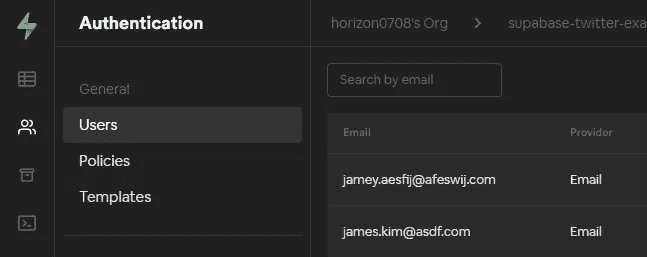 Authentication
horizon0708's Org > supabase-twitter-exa
General
Search by email
Users
Email Provider
Policies
jamey.aesfij@afeswij.com Email
Templates
james.kim@asdf.com Email